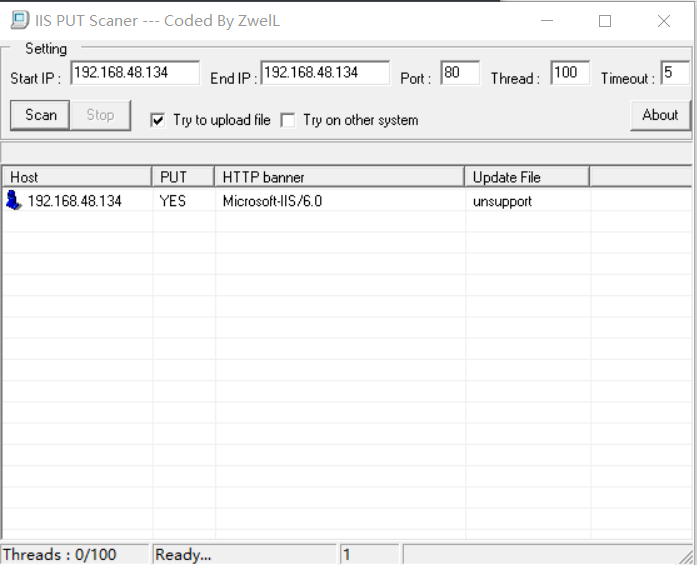 IIS PUT Scaner --- Coded By ZwelL
Setting
Start IP : 192.168.48.134 End IP : 192.168.48.134 Port : 80 Thread : 100 Timeout : 5
Scan Stop Try to upload file Try on other system About
Host PUT HTTP banner Update File
192.168.48.134 YES Microsoft-IIS/6.0 unsupport
Threads : 0/100 Ready... 1